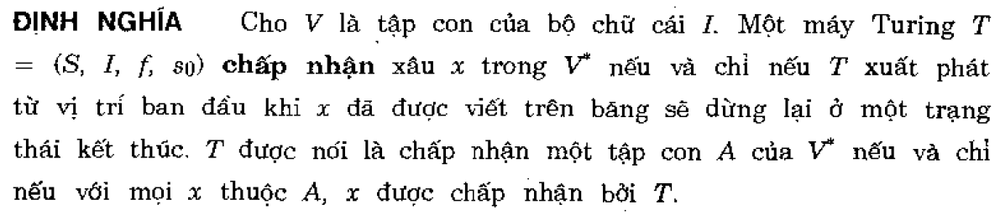 ĐỊNH NGHĨA Cho V là tập con của bộ chữ cái I. Một máy Turing T
= (S, I, f, s0) chấp nhận xâu x trong V* nếu và chỉ nếu T xuất phát
từ vị trí ban đầu khi x đã được viết trên băng sẽ dừng lại ở một trạng
thái kết thúc. T được nói là chấp nhận một tập con A của V* nếu và chỉ
nếu với mọi x thuộc A, x được chấp nhận bởi T.